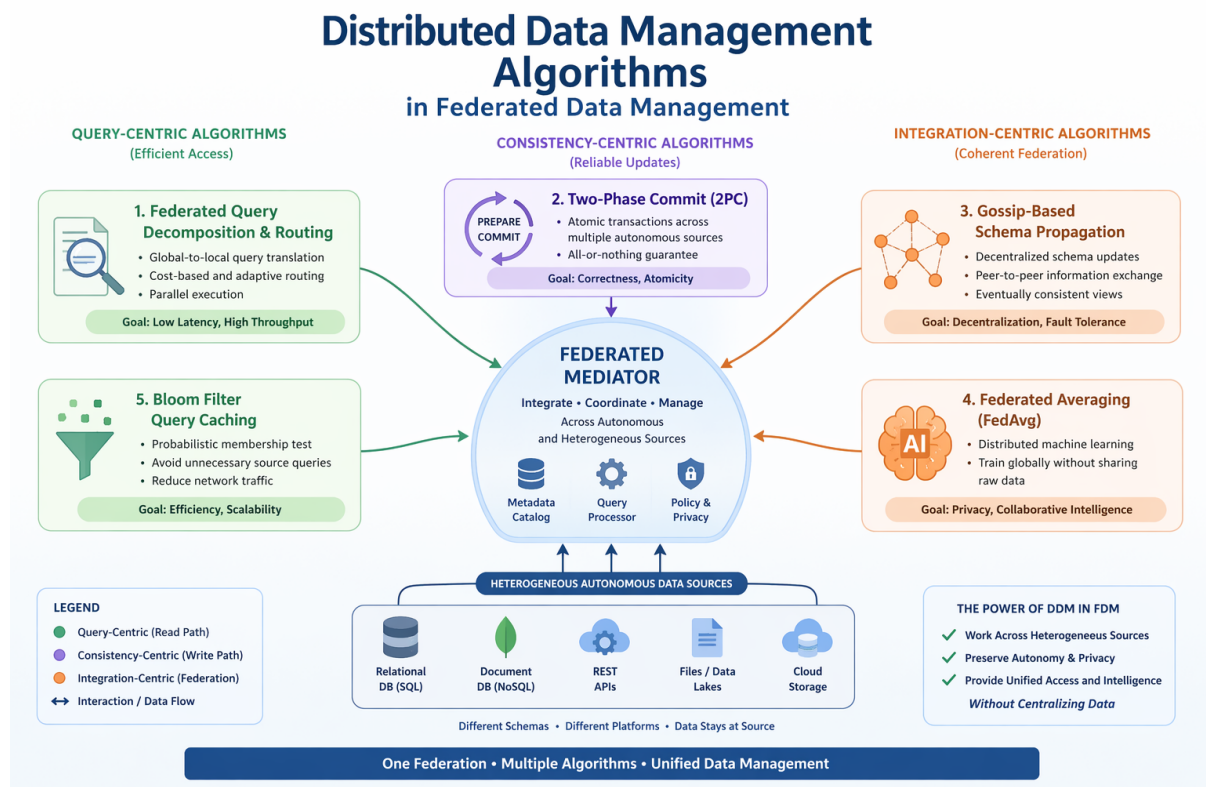 Distributed Data Management
Algorithms
in Federated Data Management
QUERY-CENTRIC ALGORITHMS
(Efficient Access)
CONSISTENCY-CENTRIC ALGORITHMS
(Reliable Updates)
INTEGRATION-CENTRIC ALGORITHMS
(Coherent Federation)
1. Federated Query
Decomposition & Routing
• Global-to-local query translation
• Cost-based and adaptive routing
• Parallel execution
Goal: Low Latency, High Throughput
PREPARE
COMMIT
2. Two-Phase Commit (2PC)
• Atomic transactions across
multiple autonomous sources
• All-or-nothing guarantee
Goal: Correctness, Atomicity
3. Gossip-Based
Schema Propagation
• Decentralized schema updates
• Peer-to-peer information exchange
• Eventually consistent views
Goal: Decentralization, Fault Tolerance
5. Bloom Filter
Query Caching
• Probabilistic membership test
• Avoid unnecessary source queries
• Reduce network traffic
Goal: Efficiency, Scalability
FEDERATED
MEDIATOR
Integrate • Coordinate • Manage
Across Autonomous
and Heterogeneous Sources
Metadata
Catalog
Query
Processor
Policy &
Privacy
AI
4. Federated Averaging
(FedAvg)
• Distributed machine learning
• Train globally without sharing
raw data
Goal: Privacy, Collaborative Intelligence
HETEROGENEOUS AUTONOMOUS DATA SOURCES
Relational
DB (SQL)
Document
DB (NoSQL)
REST
APIs
Files / Data
Lakes
Cloud
Storage
Different Schemas • Different Platforms • Data Stays at Source
LEGEND
Query-Centric (Read Path)
Consistency-Centric (Write Path)
Integration-Centric (Federation)
Interaction / Data Flow
THE POWER OF DDM IN FDM
Work Across Heterogeneeus Sources
Preserve Autonomy & Privacy
Provide Unified Access and Intelligence
Without Centralizing Data
One Federation • Multiple Algorithms • Unified Data Management